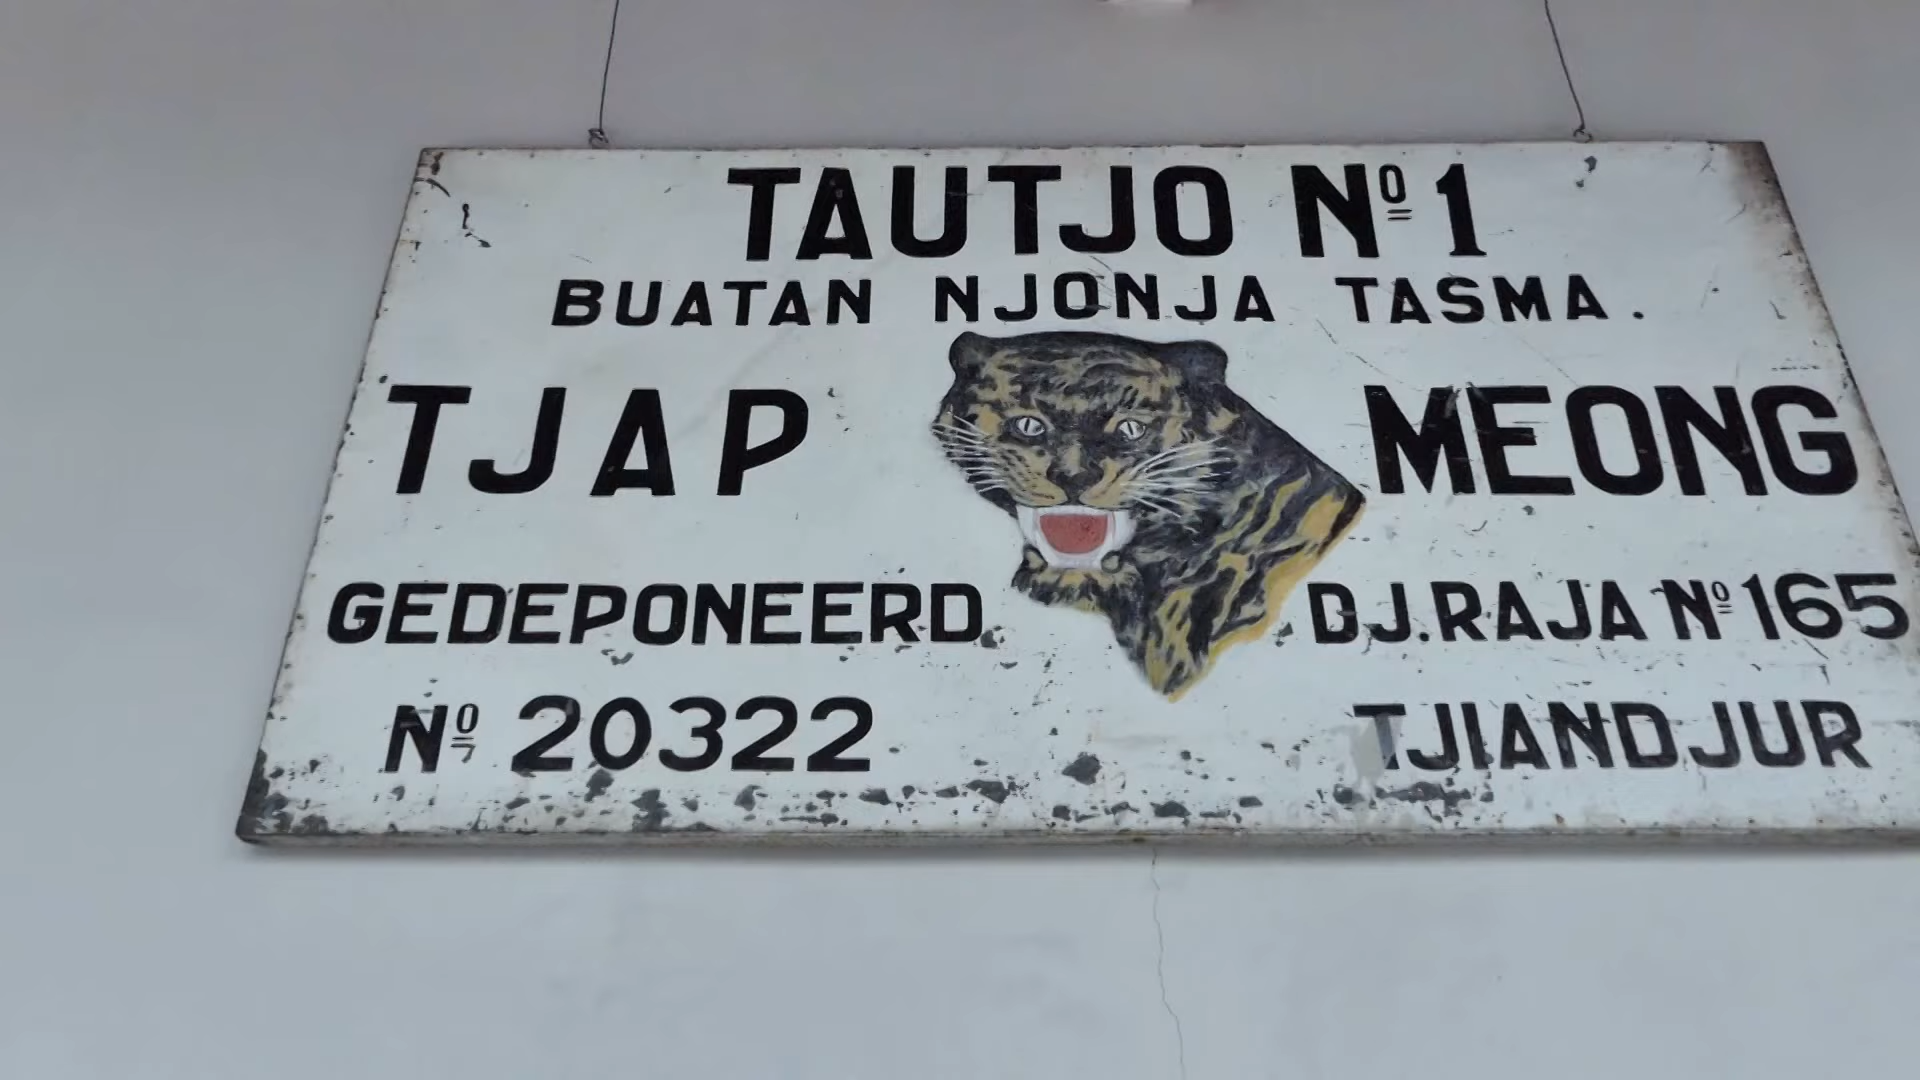 TAUTJO Nº 1
BUATAN NJONJA TASMA.
TJAP MEONG
GEDEPONEERD DJ. RAJA Nº 165
Nº 20322 TJIANDJUR